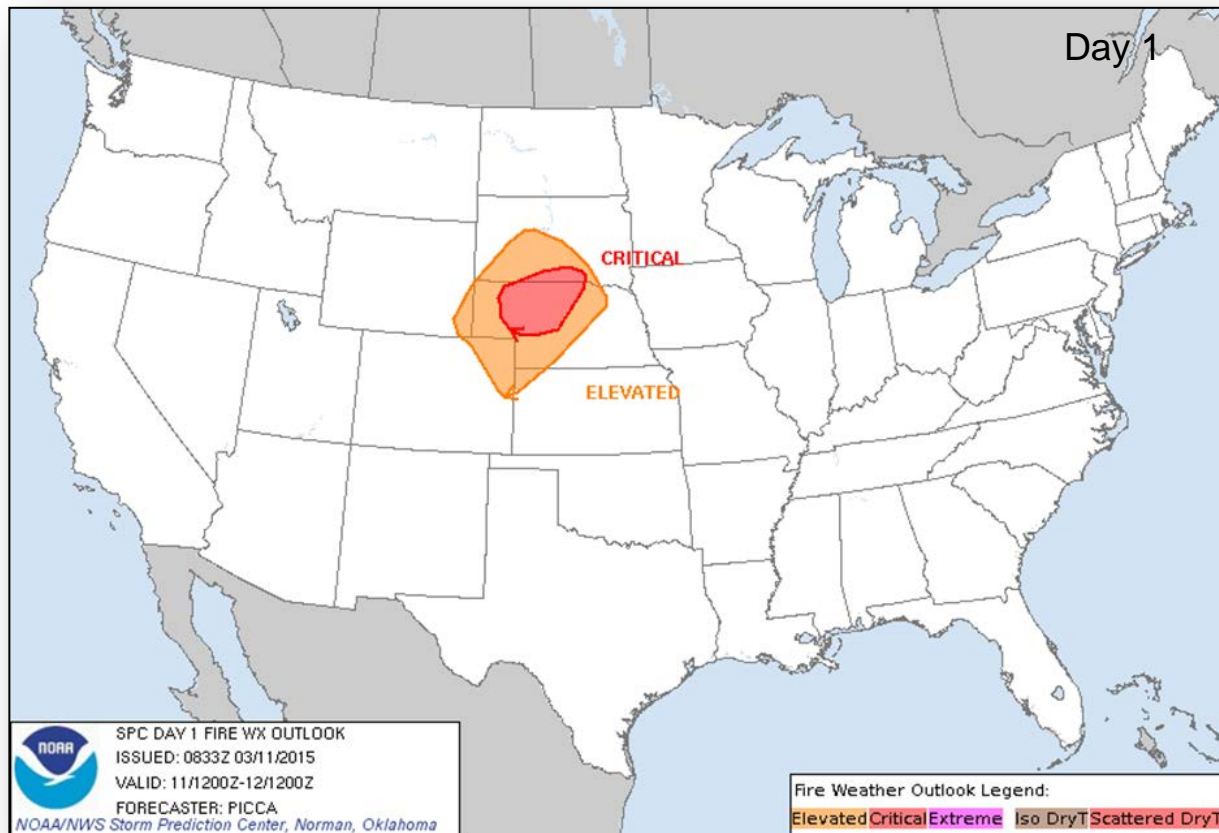 Day 1
CRITICAL
ELEVATED
NOAA
SPC DAY 1 FIRE WX OUTLOOK
ISSUED: 0833Z 03/11/2015
VALID: 11/1200Z-12/1200Z
FORECASTER: PICCA
NOAA/NWS Storm Prediction Center, Norman, Oklahoma
Fire Weather Outlook Legend:
Elevated Critical Extreme Iso DryT Scattered DryT